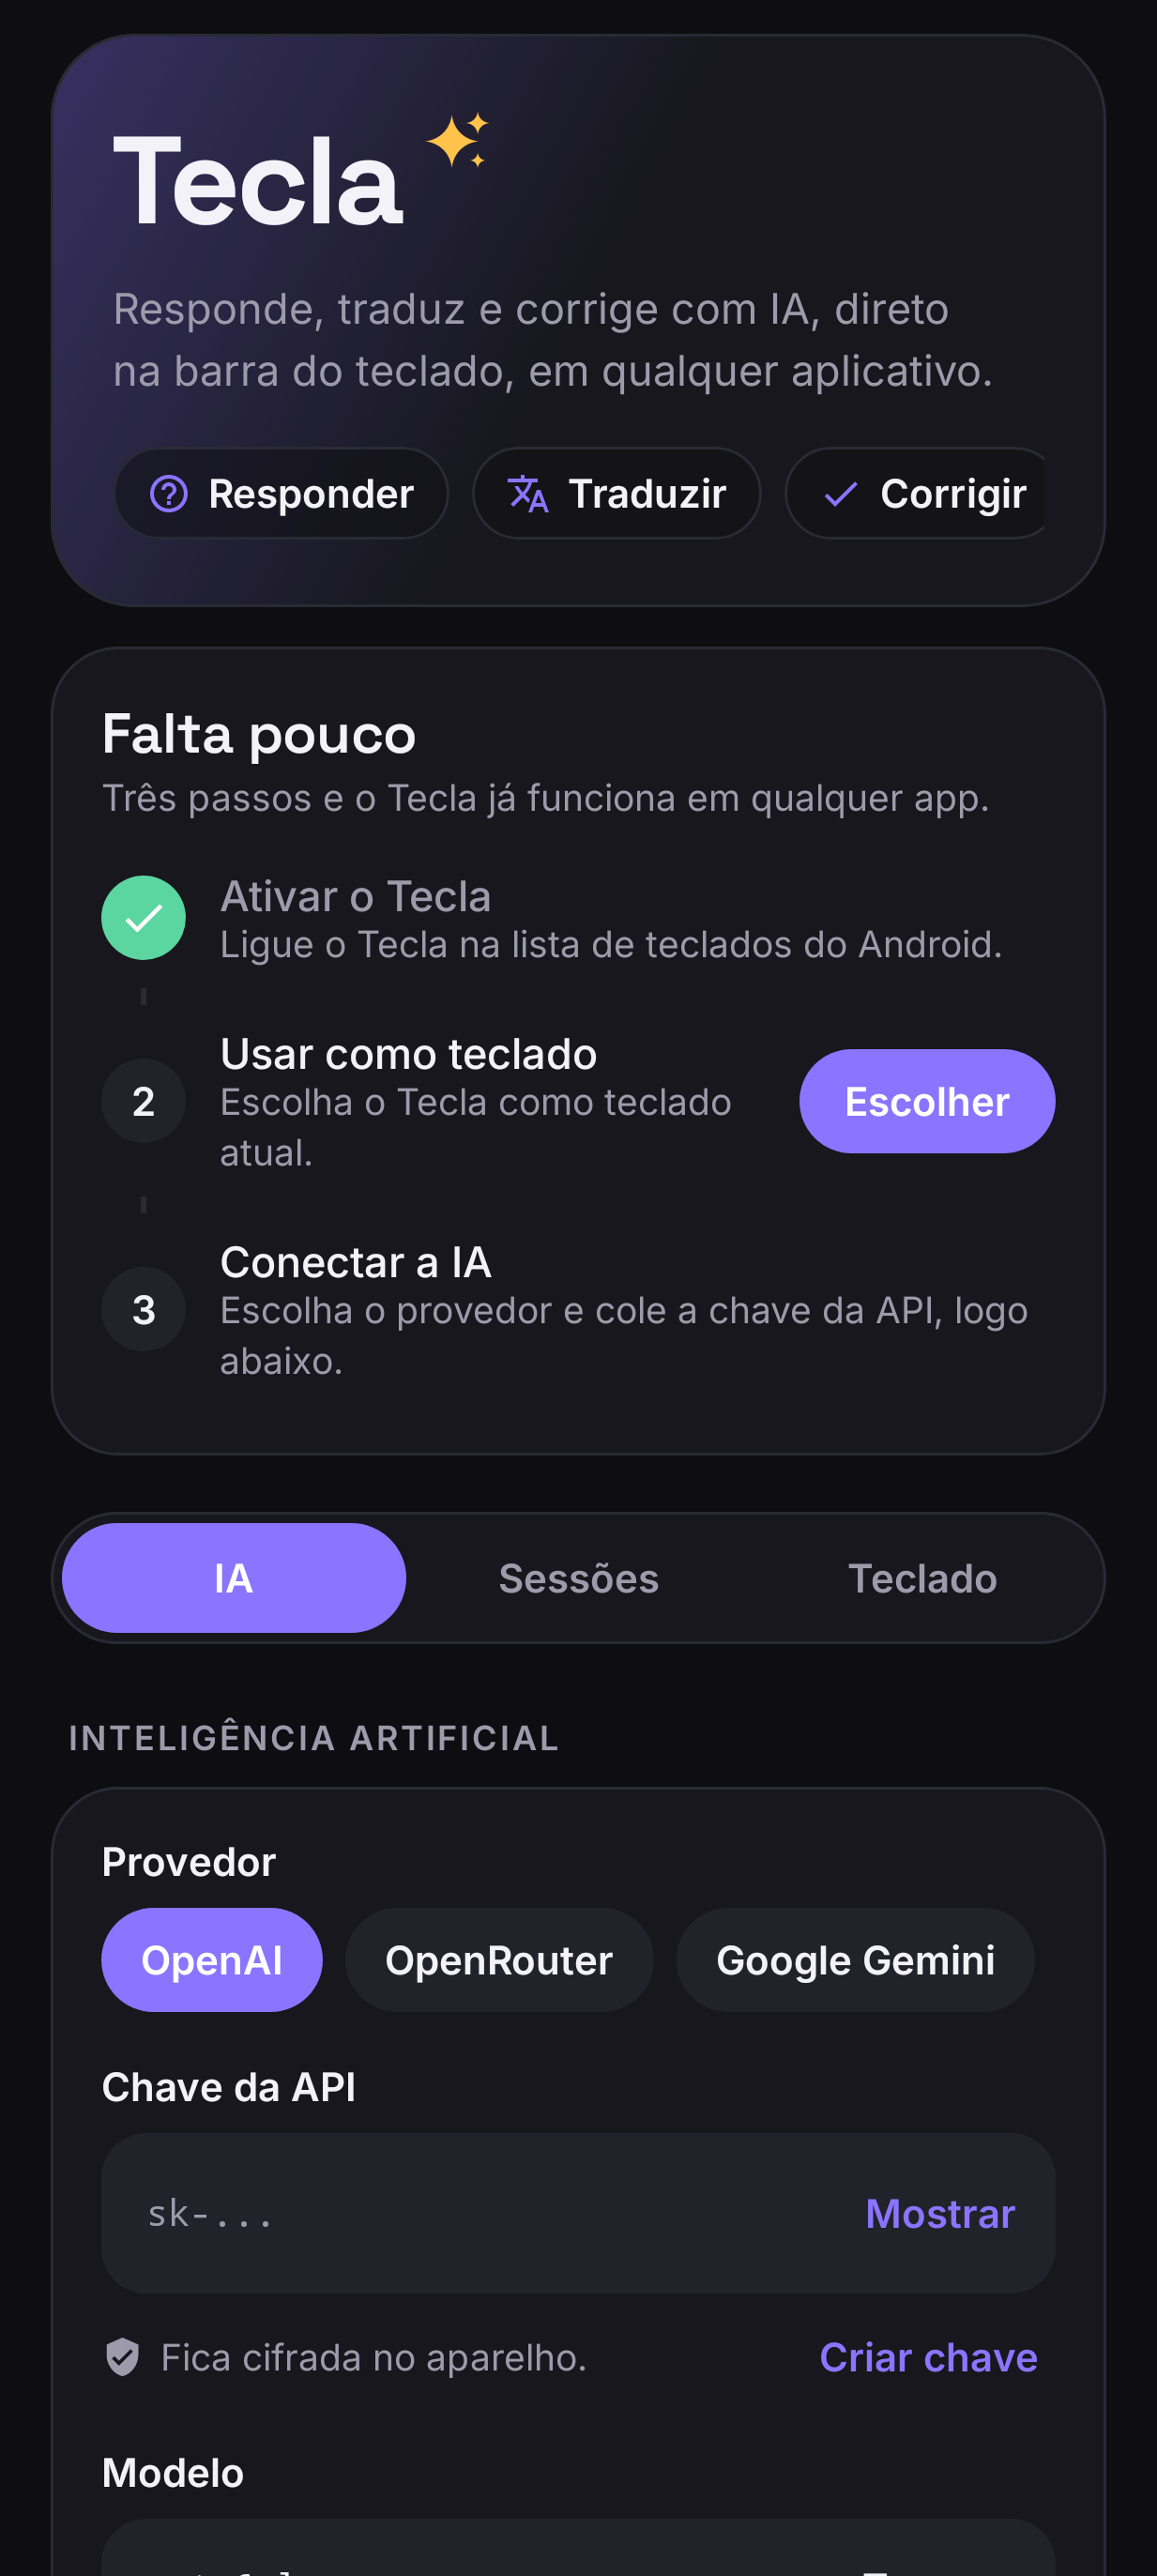 Tecla
Responde, traduz e corrige com IA, direto
na barra do teclado, em qualquer aplicativo.
Responder
Traduzir
Corrigir
Falta pouco
Três passos e o Tecla já funciona em qualquer app.
Ativar o Tecla
Ligue o Tecla na lista de teclados do Android.
2
Usar como teclado
Escolha o Tecla como teclado
atual.
Escolher
3
Conectar a IA
Escolha o provedor e cole a chave da API, logo
abaixo.
IA
Sessões
Teclado
INTELIGÊNCIA ARTIFICIAL
Provedor
OpenAI
OpenRouter
Google Gemini
Chave da API
sk-...
Mostrar
Fica cifrada no aparelho.
Criar chave
Modelo